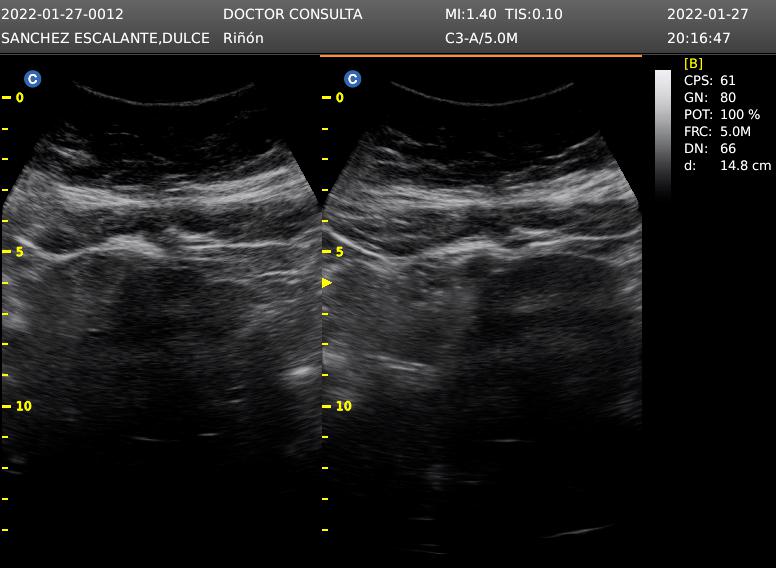 2022-01-27-0012 DOCTOR CONSULTA MI:1.40 TIS:0.10 2022-01-27
SANCHEZ ESCALANTE,DULCE Riñón C3-A/5.0M 20:16:47
C C
[B]
CPS: 61
GN: 80
POT: 100 %
FRC: 5.0M
DN: 66
d: 14.8 cm
0 0
5 5
10 10